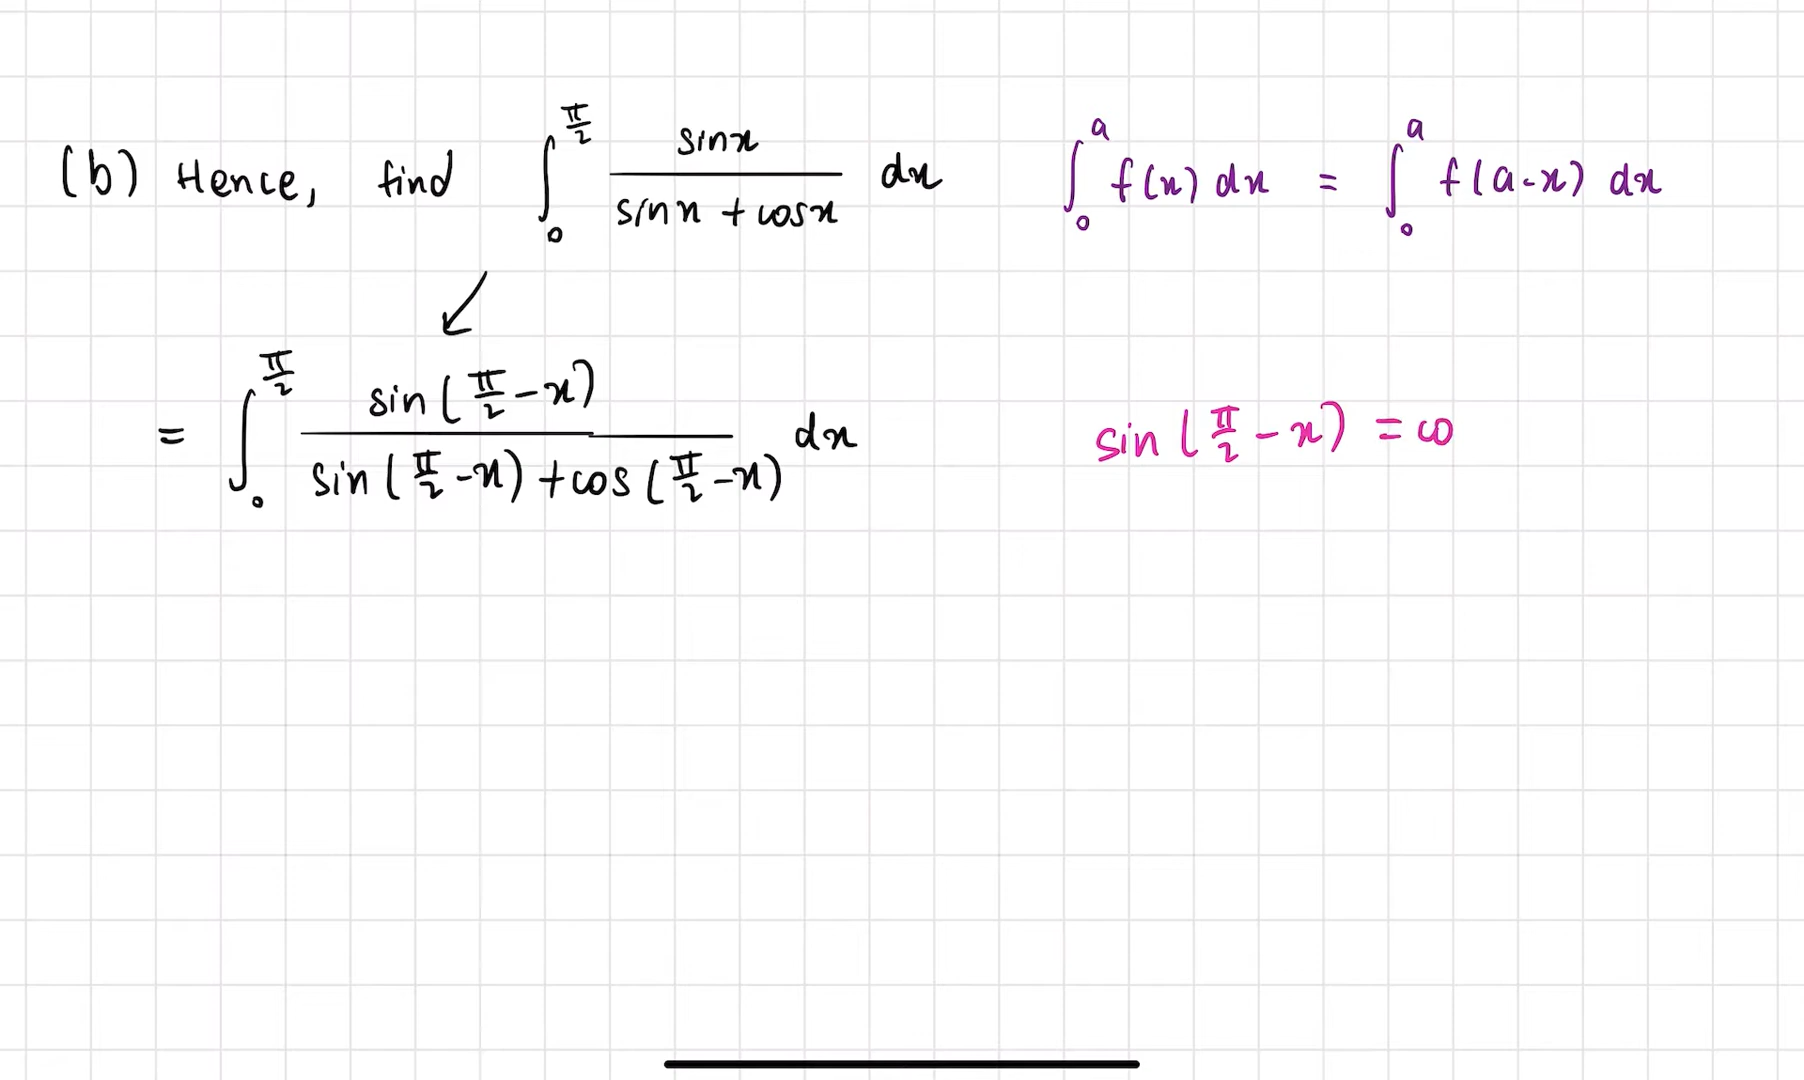 (b) Hence, find ∫₀^(π/2) sinx / (sinx + cosx) dx    ∫₀^a f(x) dx = ∫₀^a f(a-x) dx
= ∫₀^(π/2) sin(π/2 - x) / (sin(π/2 - x) + cos(π/2 - x)) dx    sin(π/2 - x) = co